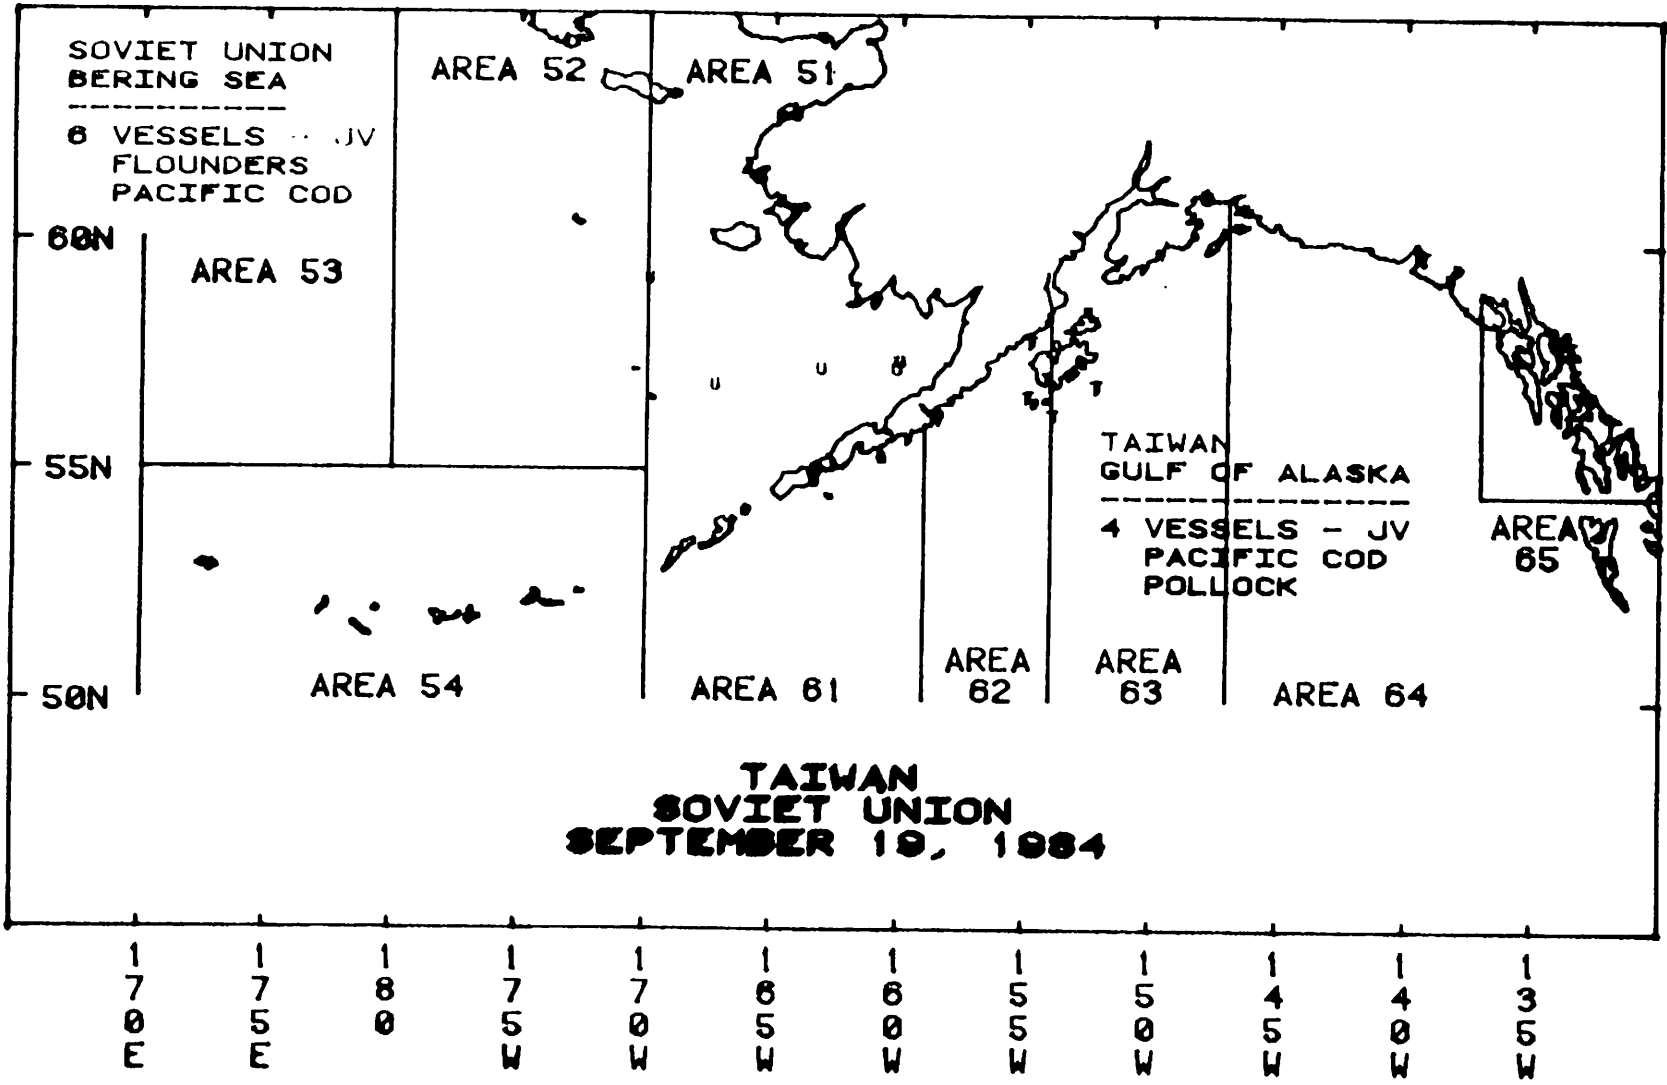 SOVIET UNION
BERING SEA
-----------
6 VESSELS - JV
FLOUNDERS
PACIFIC COD
AREA 52
AREA 51
60N
AREA 53
U
U
U
TAIWAN
GULF OF ALASKA
---------------
4 VESSELS - JV
PACIFIC COD
POLLOCK
T
T
55N
AREA
65
50N
AREA 54
AREA 61
AREA
62
AREA
63
AREA 64
TAIWAN
SOVIET UNION
SEPTEMBER 19, 1984
170E
175E
180
175W
170W
165W
160W
155W
150W
145W
140W
135W